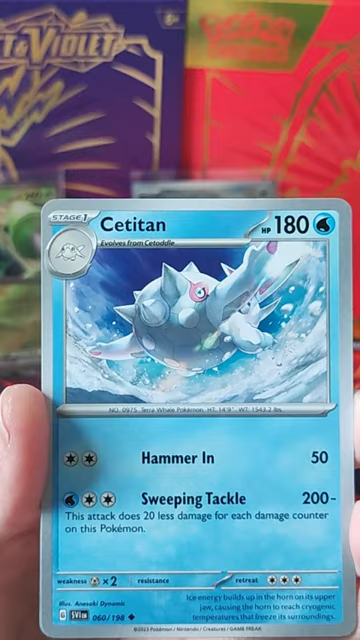 T & VIOLET
STAGE 1
Cetitan
HP 180
Evolves from Cetoddle
NO. 0975 Terra Whale Pokémon. HT: 14'9" WT: 1543.2 lbs.
Hammer In 50
Sweeping Tackle 200-
This attack does 20 less damage for each damage counter
on this Pokémon.
weakness ×2 resistance retreat
Illus. Anesaki Dynamic
SVI EN 060/198
Ice energy builds up in the horn on its upper
jaw, causing the horn to reach cryogenic
temperatures that freeze its surroundings.
©2023 Pokémon / Nintendo / Creatures / GAME FREAK